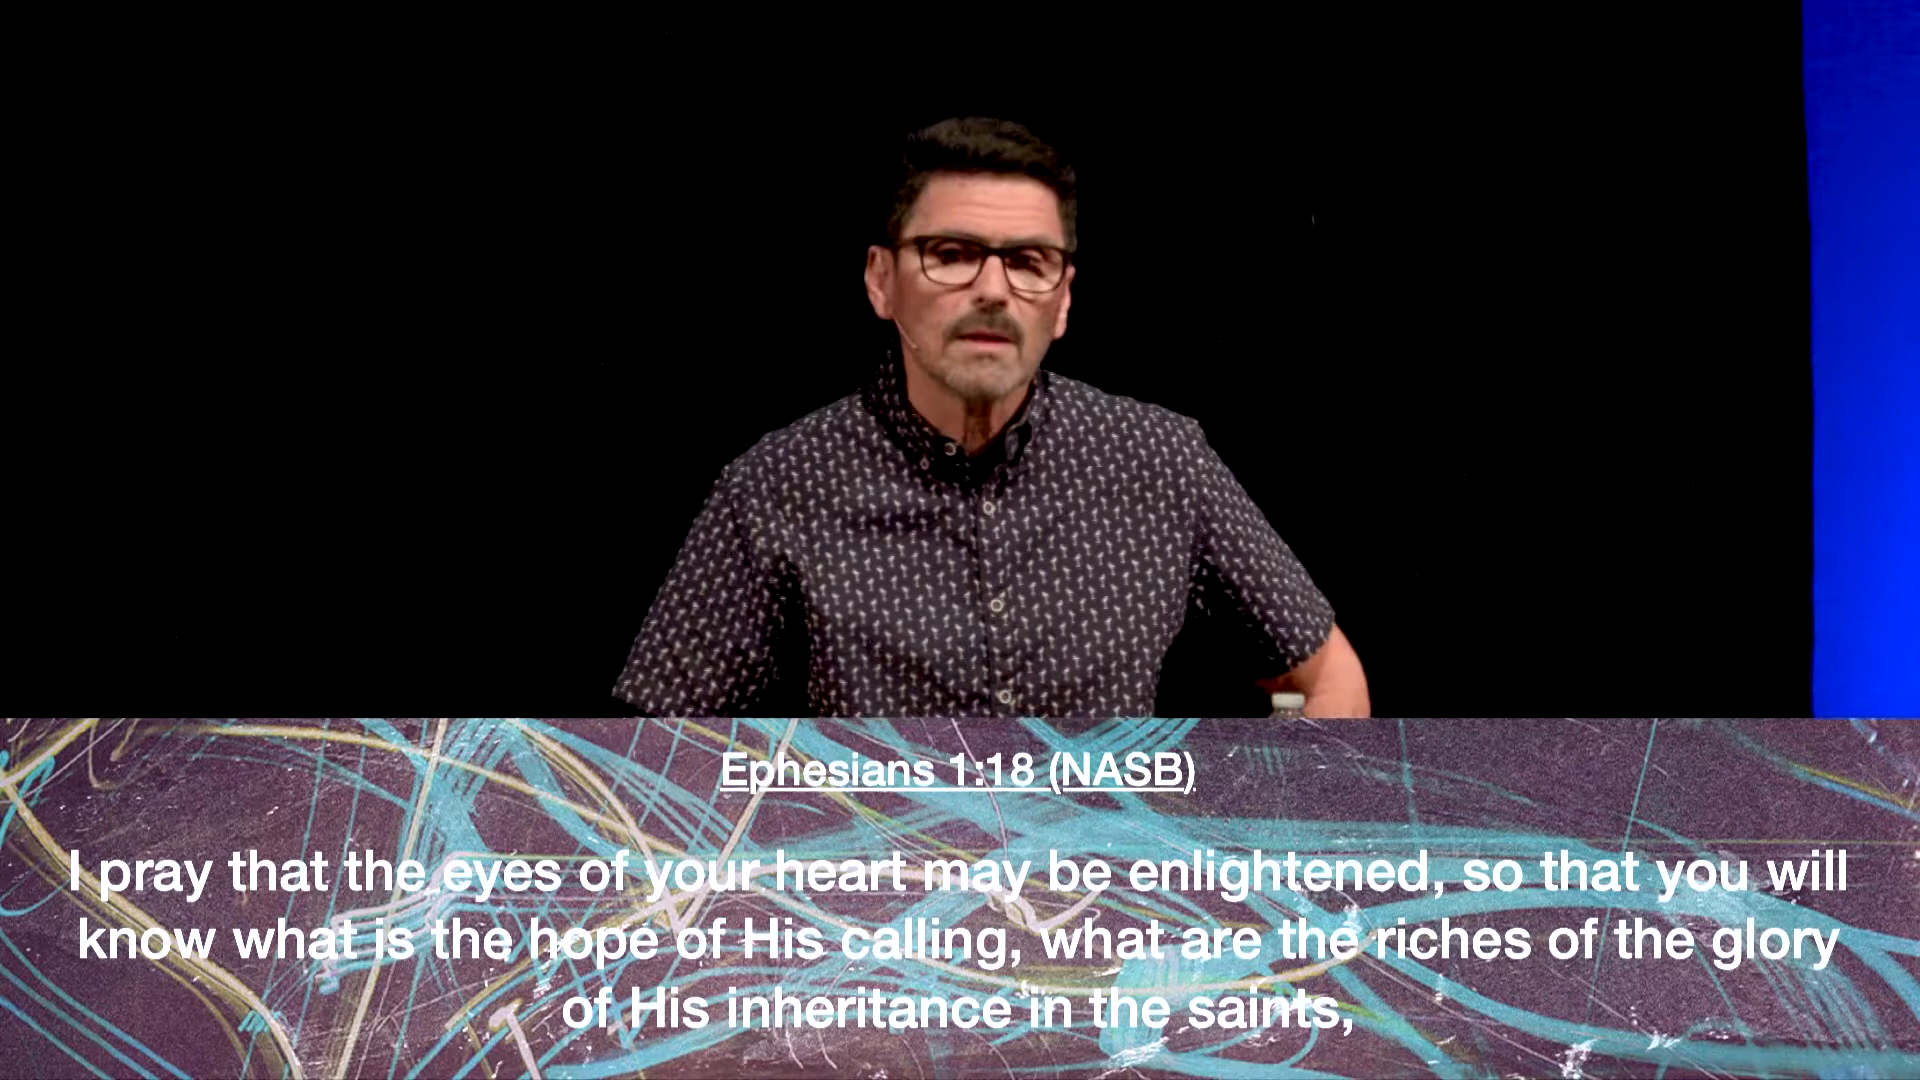 Ephesians 1:18 (NASB)
I pray that the eyes of your heart may be enlightened, so that you will
know what is the hope of His calling, what are the riches of the glory
of His inheritance in the saints,